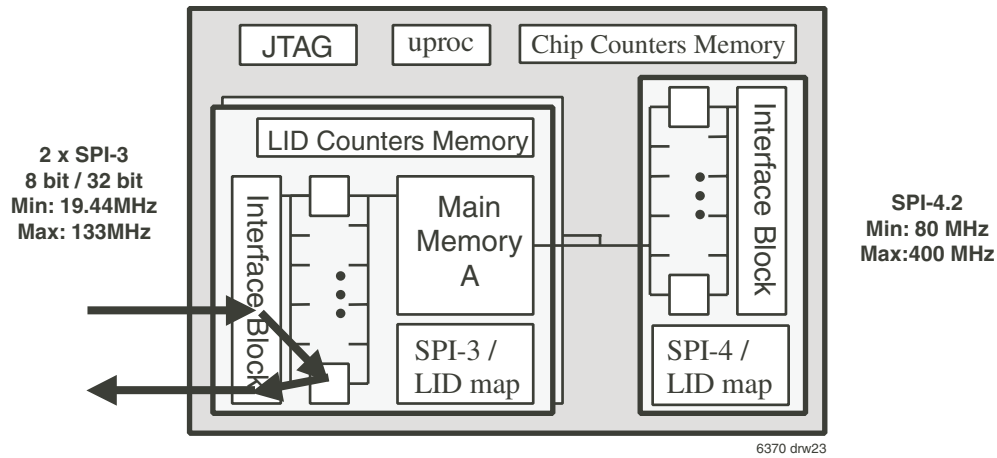 JTAG
uproc
Chip Counters Memory
LID Counters Memory
2 x SPI-3
8 bit / 32 bit
Min: 19.44MHz
Max: 133MHz
Interface Block
Main
Memory
A
SPI-3 /
LID map
Interface Block
SPI-4 /
LID map
SPI-4.2
Min: 80 MHz
Max:400 MHz
6370 drw23